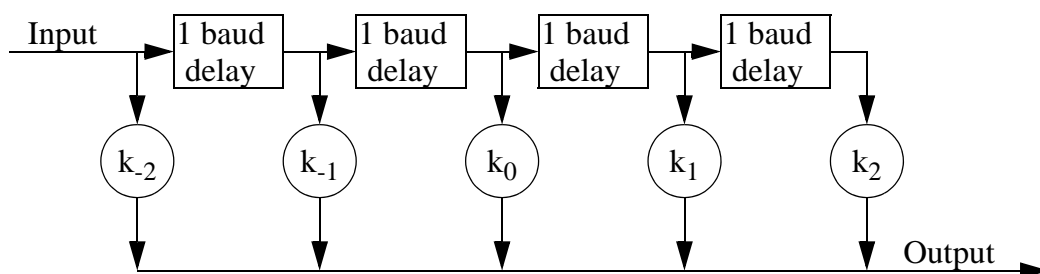 Input
1 baud
delay
1 baud
delay
1 baud
delay
1 baud
delay
k-2
k-1
k0
k1
k2
Output